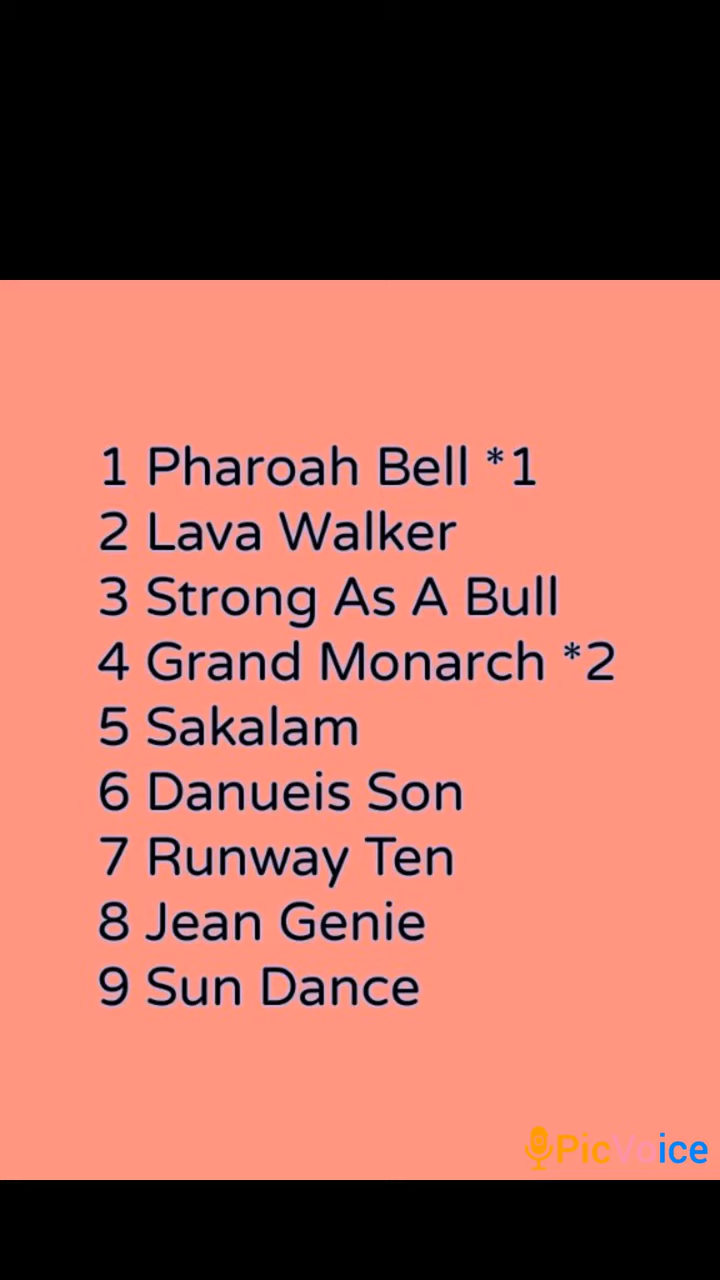 1 Pharoah Bell *1
2 Lava Walker
3 Strong As A Bull
4 Grand Monarch *2
5 Sakalam
6 Danueis Son
7 Runway Ten
8 Jean Genie
9 Sun Dance
PicVoice